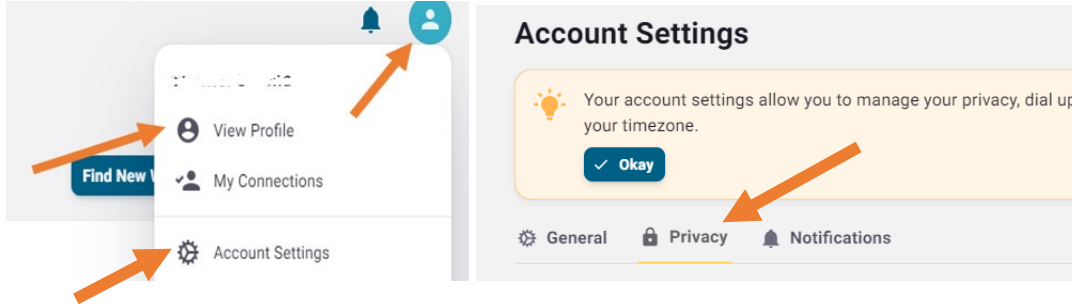 View Profile
Find New
My Connections
Account Settings
Account Settings
Your account settings allow you to manage your privacy, dial up
your timezone.
Okay
General Privacy Notifications